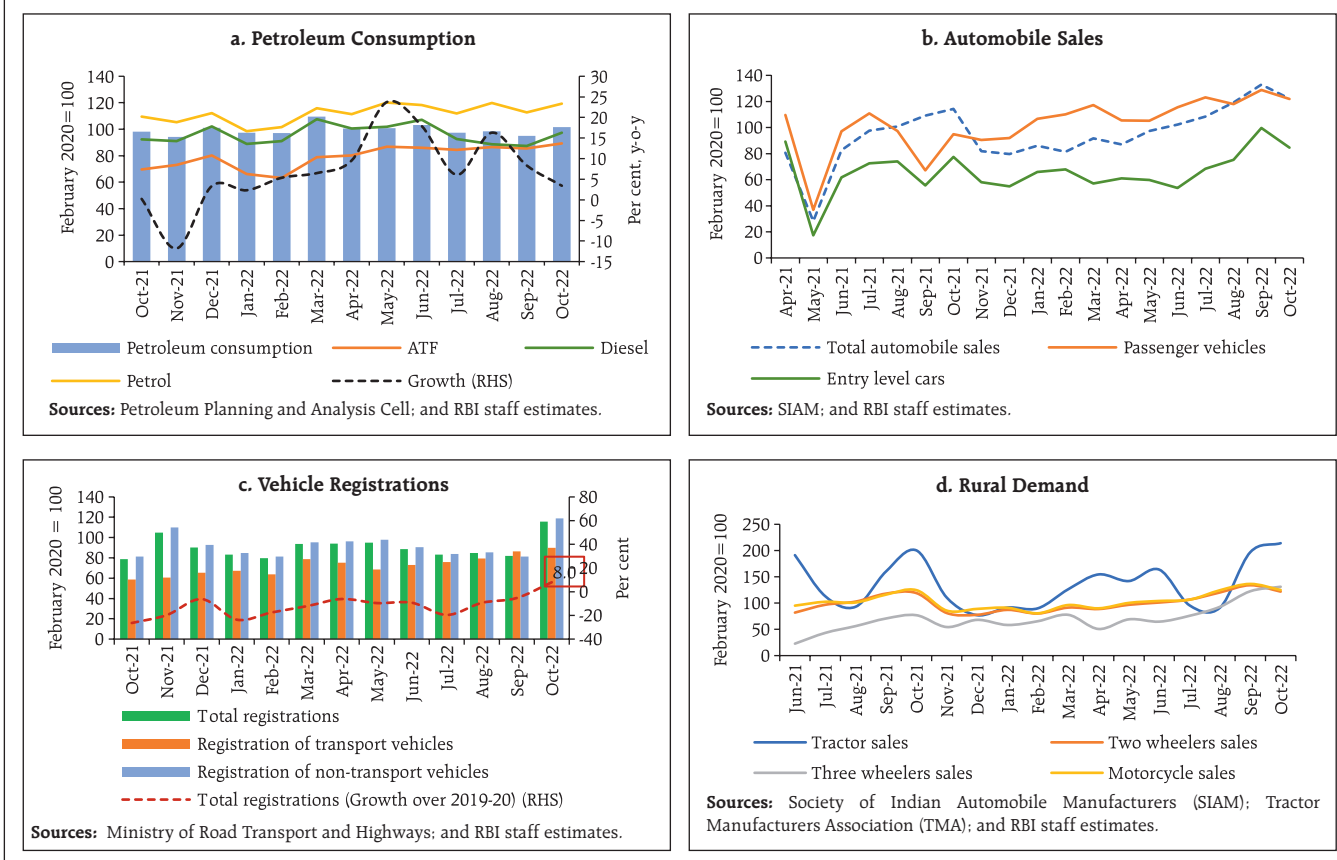 a. Petroleum Consumption
February 2020=100
140
120
100
80
60
40
20
0
30
25
20
15
10
5
0
-5
-10
-15
Per cent, y-o-y
Oct-21
Nov-21
Dec-21
Jan-22
Feb-22
Mar-22
Apr-22
May-22
Jun-22
Jul-22
Aug-22
Sep-22
Oct-22
Petroleum consumption
ATF
Diesel
Petrol
Growth (RHS)
Sources: Petroleum Planning and Analysis Cell; and RBI staff estimates.
b. Automobile Sales
February 2020=100
140
120
100
80
60
40
20
0
Apr-21
May-21
Jun-21
Jul-21
Aug-21
Sep-21
Oct-21
Nov-21
Dec-21
Jan-22
Feb-22
Mar-22
Apr-22
May-22
Jun-22
Jul-22
Aug-22
Sep-22
Oct-22
Total automobile sales
Passenger vehicles
Entry level cars
Sources: SIAM; and RBI staff estimates.
c. Vehicle Registrations
February 2020 = 100
140
120
100
80
60
40
20
0
80
60
40
20
0
-20
-40
Per cent
8.0
Oct-21
Nov-21
Dec-21
Jan-22
Feb-22
Mar-22
Apr-22
May-22
Jun-22
Jul-22
Aug-22
Sep-22
Oct-22
Total registrations
Registration of transport vehicles
Registration of non-transport vehicles
Total registrations (Growth over 2019-20) (RHS)
Sources: Ministry of Road Transport and Highways; and RBI staff estimates.
d. Rural Demand
February 2020=100
250
200
150
100
50
0
Jun-21
Jul-21
Aug-21
Sep-21
Oct-21
Nov-21
Dec-21
Jan-22
Feb-22
Mar-22
Apr-22
May-22
Jun-22
Jul-22
Aug-22
Sep-22
Oct-22
Tractor sales
Two wheelers sales
Three wheelers sales
Motorcycle sales
Sources: Society of Indian Automobile Manufacturers (SIAM); Tractor
Manufacturers Association (TMA); and RBI staff estimates.